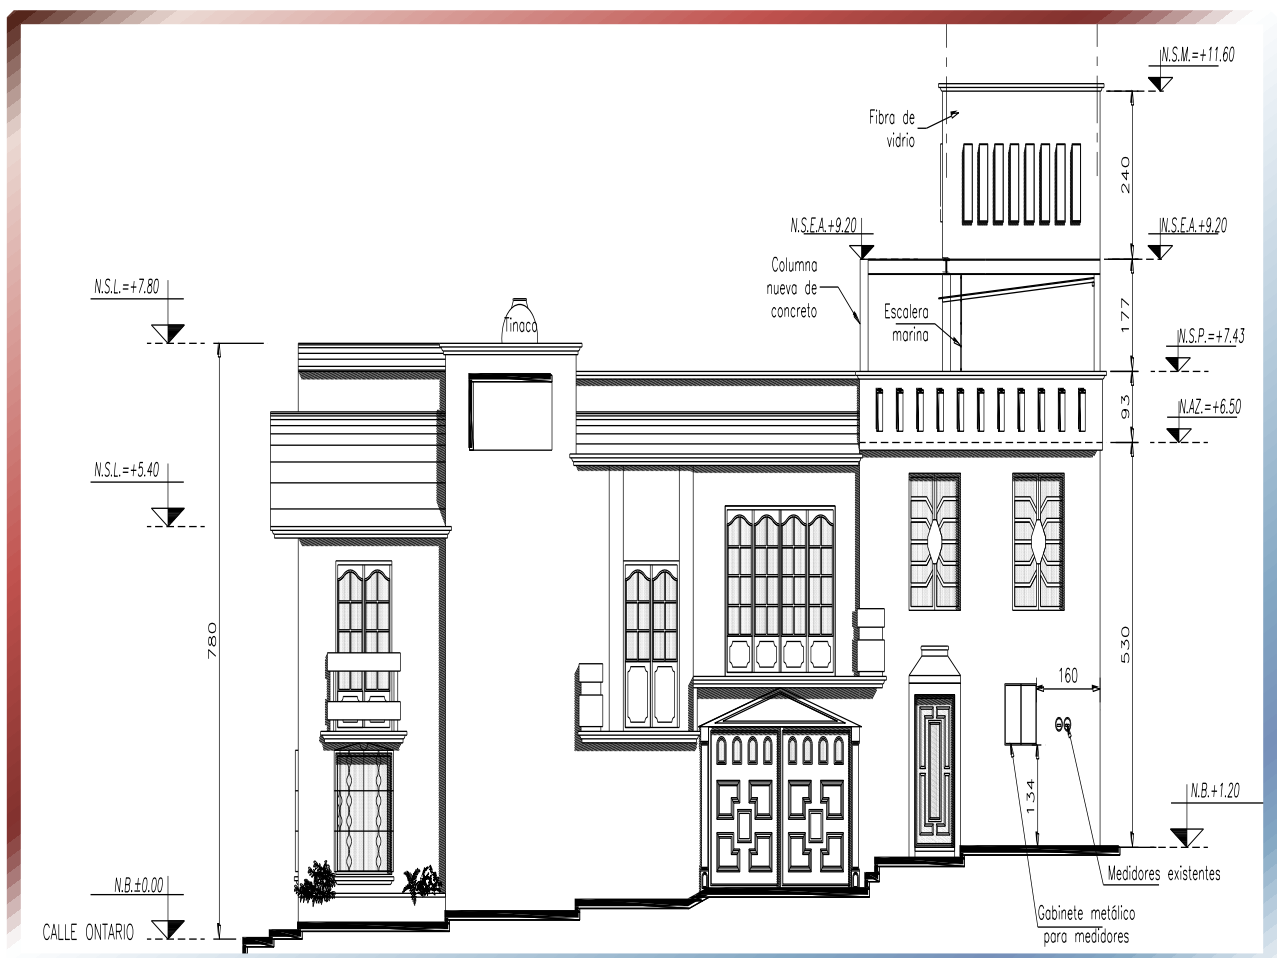 N.S.M.=+11.60
Fibra de
vidrio
240
N.S.E.A.+9.20
N.S.E.A.+9.20
Columna
nueva de
concreto
N.S.L.=+7.80
Tinaco
Escalera
marina
177
N.S.P.=+7.43
93
N.AZ.=+6.50
N.S.L.=+5.40
780
530
160
134
N.B.+1.20
Medidores existentes
N.B.±0.00
Gabinete metálico
para medidores
CALLE ONTARIO